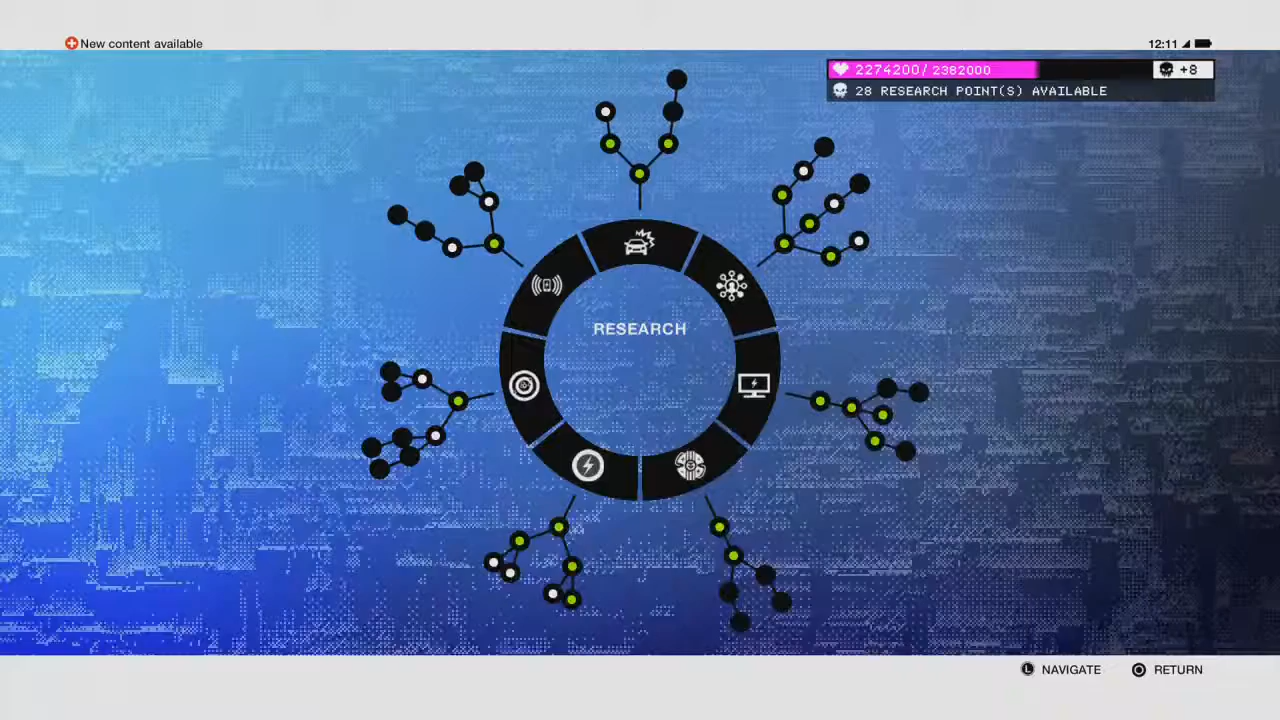 New content available
12:11
2274200/ 2382000
+8
28 RESEARCH POINT(S) AVAILABLE
RESEARCH
L NAVIGATE
RETURN